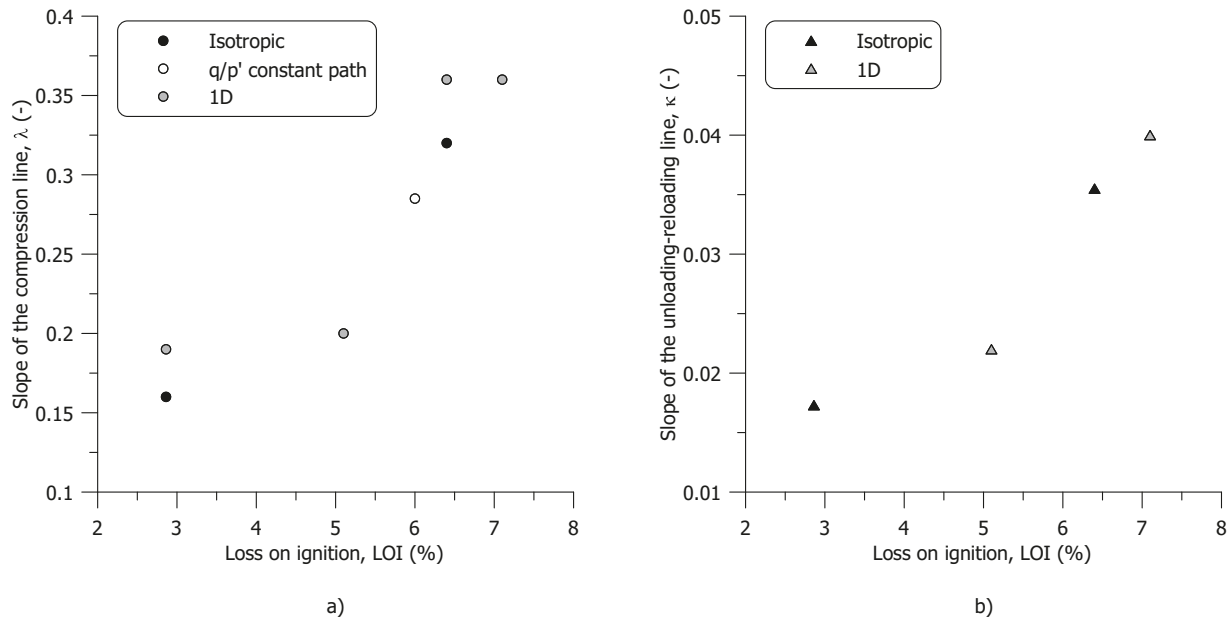 0.4
0.35
0.3
0.25
0.2
0.15
0.1
Slope of the compression line, λ (-)
Isotropic
q/p' constant path
1D
2 3 4 5 6 7 8
Loss on ignition, LOI (%)
a)
0.05
0.04
0.03
0.02
0.01
Slope of the unloading-reloading line, κ (-)
Isotropic
1D
2 3 4 5 6 7 8
Loss on ignition, LOI (%)
b)